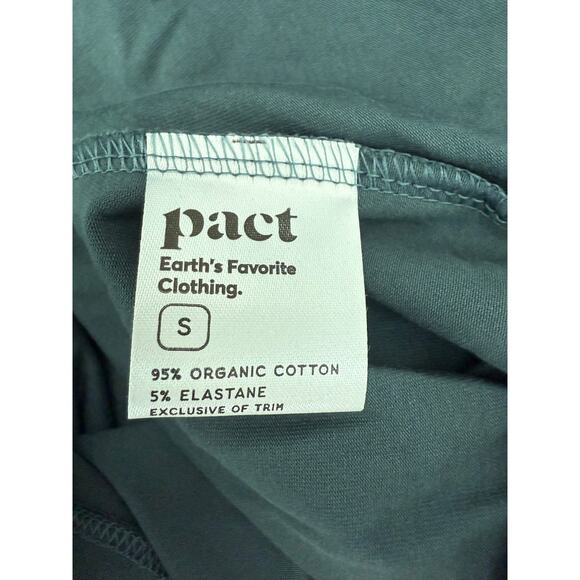 pact
Earth's Favorite
Clothing.
S
95% ORGANIC COTTON
5% ELASTANE
EXCLUSIVE OF TRIM